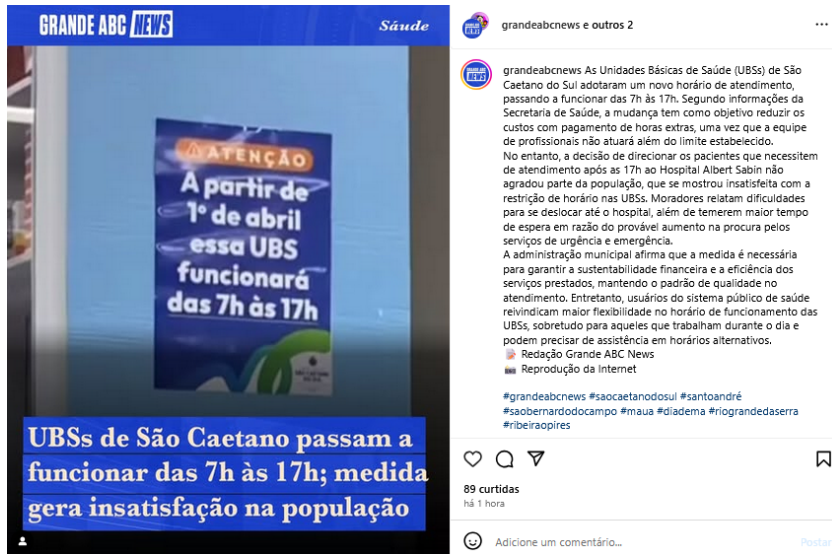 GRANDE ABC NEWS
Sáude
ATENÇÃO
A partir de
1º de abril
essa UBS
funcionará
das 7h às 17h
UBSs de São Caetano passam a
funcionar das 7h às 17h; medida
gera insatisfação na população
grandeabcnews e outros 2
grandeabcnews As Unidades Básicas de Saúde (UBSs) de São
Caetano do Sul adotaram um novo horário de atendimento,
passando a funcionar das 7h às 17h. Segundo informações da
Secretaria de Saúde, a mudança tem como objetivo reduzir os
custos com pagamento de horas extras, uma vez que a equipe
de profissionais não atuará além do limite estabelecido.
No entanto, a decisão de direcionar os pacientes que necessitem
de atendimento após as 17h ao Hospital Albert Sabin não
agradou parte da população, que se mostrou insatisfeita com a
restrição de horário nas UBSs. Moradores relatam dificuldades
para se deslocar até o hospital, além de temerem maior tempo
de espera em razão do provável aumento na procura pelos
serviços de urgência e emergência.
A administração municipal afirma que a medida é necessária
para garantir a sustentabilidade financeira e a eficiência dos
serviços prestados, mantendo o padrão de qualidade no
atendimento. Entretanto, usuários do sistema público de saúde
reivindicam maior flexibilidade no horário de funcionamento das
UBSs, sobretudo para aqueles que trabalham durante o dia e
podem precisar de assistência em horários alternativos.
Redação Grande ABC News
Reprodução da Internet
#grandeabcnews #saocaetanodosul #santoandré
#saobernardodocampo #maua #diadema #riograndedaserra
#ribeiraopires
89 curtidas
há 1 hora
Adicione um comentário...
Postar